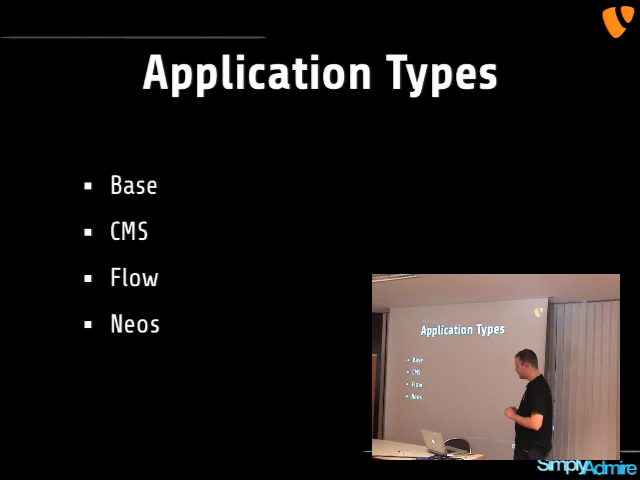 Application Types
▪ Base
▪ CMS
▪ Flow
▪ Neos
Application Types
▪ Base
▪ CMS
▪ Flow
▪ Neos
SimplyAdmire